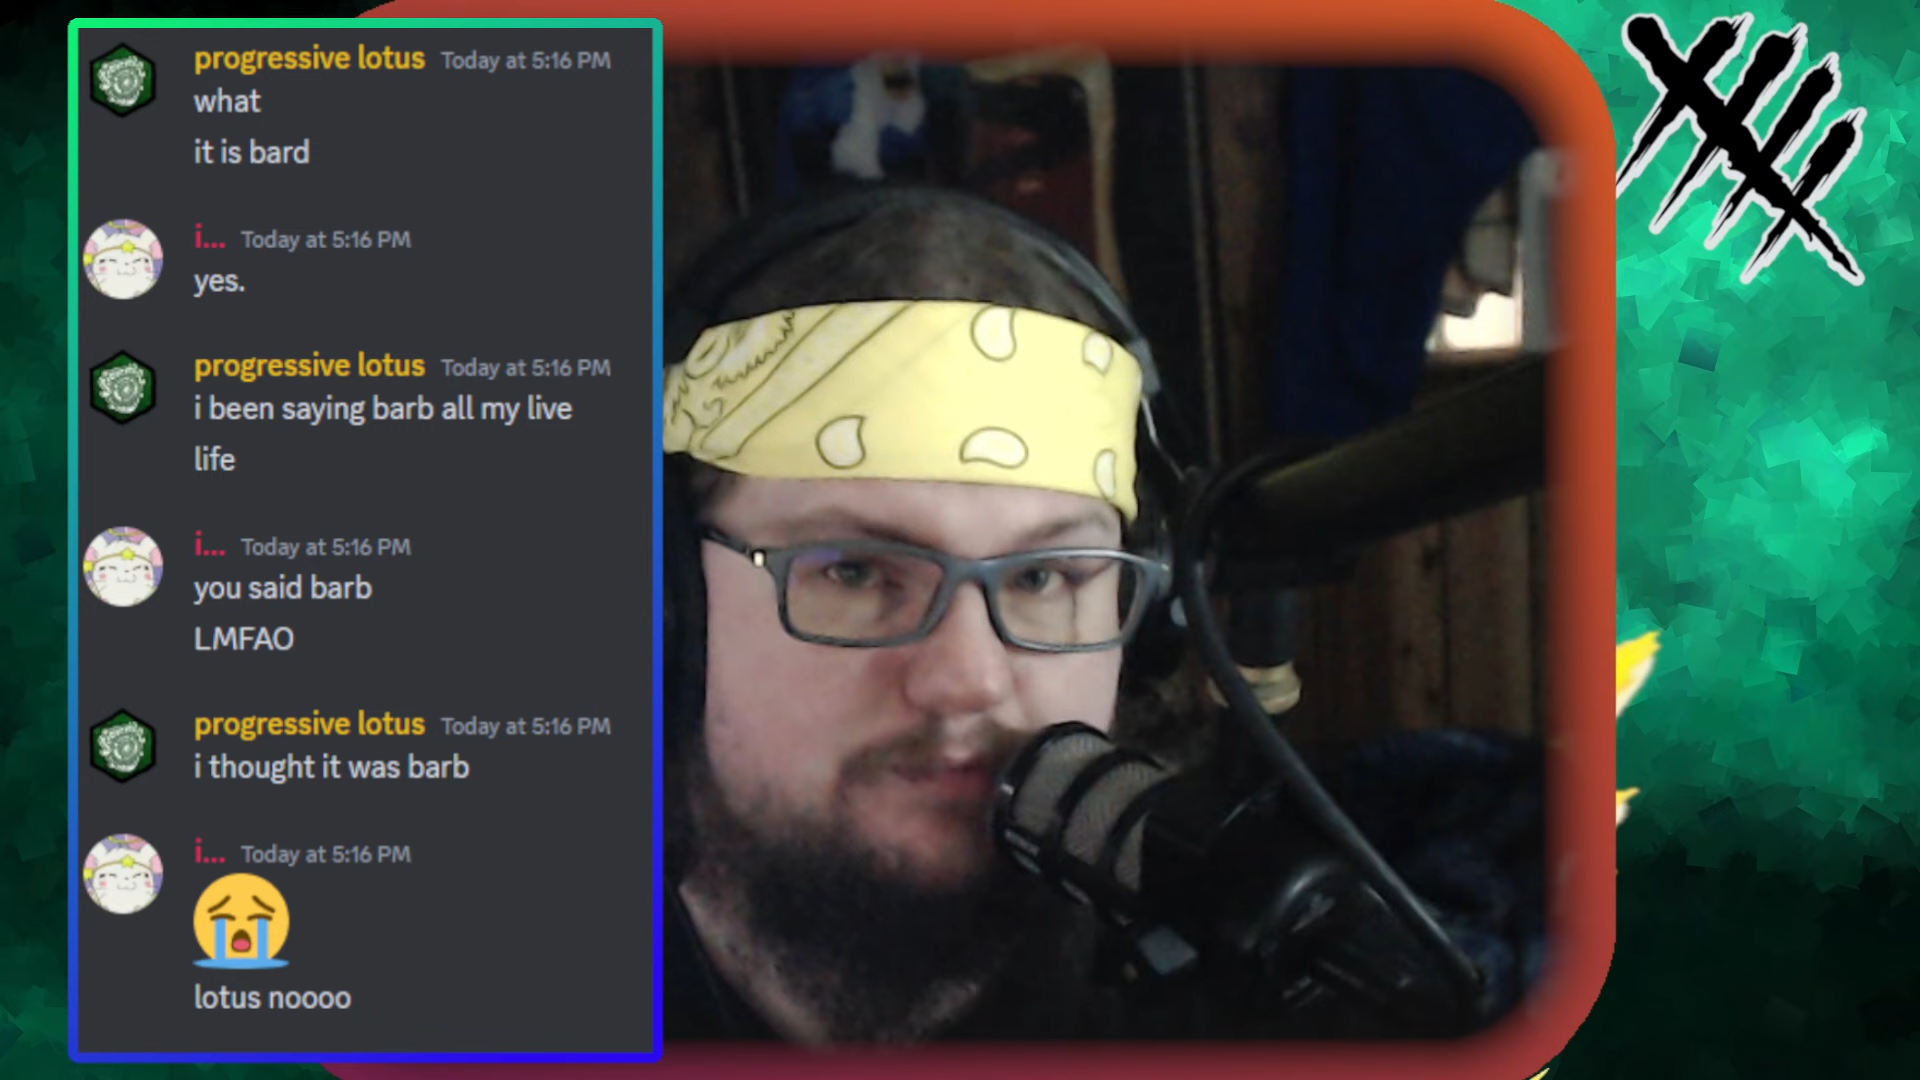 progressive lotus Today at 5:16 PM
what
it is bard
i... Today at 5:16 PM
yes.
progressive lotus Today at 5:16 PM
i been saying barb all my live
life
i... Today at 5:16 PM
you said barb
LMFAO
progressive lotus Today at 5:16 PM
i thought it was barb
i... Today at 5:16 PM
lotus noooo